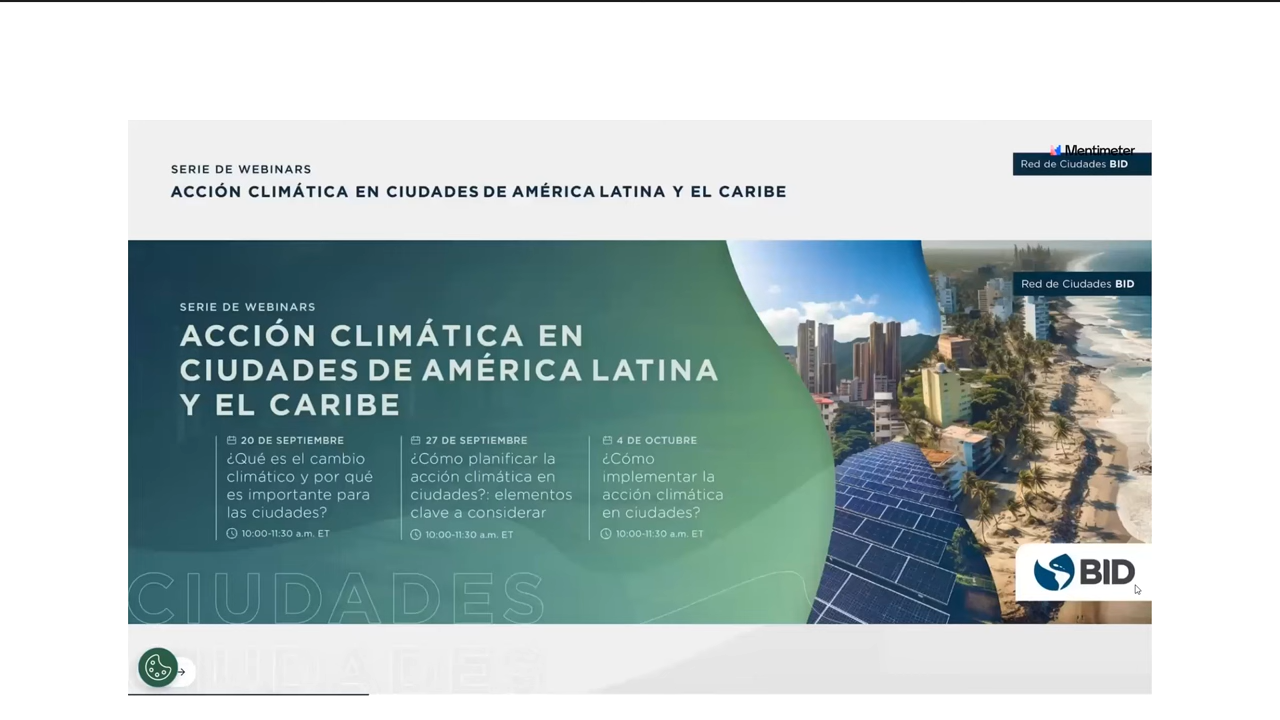 SERIE DE WEBINARS
ACCIÓN CLIMÁTICA EN CIUDADES DE AMÉRICA LATINA Y EL CARIBE
Mentimeter
Red de Ciudades BID
Red de Ciudades BID
SERIE DE WEBINARS
ACCIÓN CLIMÁTICA EN
CIUDADES DE AMÉRICA LATINA
Y EL CARIBE
20 DE SEPTIEMBRE
¿Qué es el cambio
climático y por qué
es importante para
las ciudades?
10:00-11:30 a.m. ET
27 DE SEPTIEMBRE
¿Cómo planificar la
acción climática en
ciudades?: elementos
clave a considerar
10:00-11:30 a.m. ET
4 DE OCTUBRE
¿Cómo
implementar la
acción climática
en ciudades?
10:00-11:30 a.m. ET
BID
CIUDADES
CIUDADES